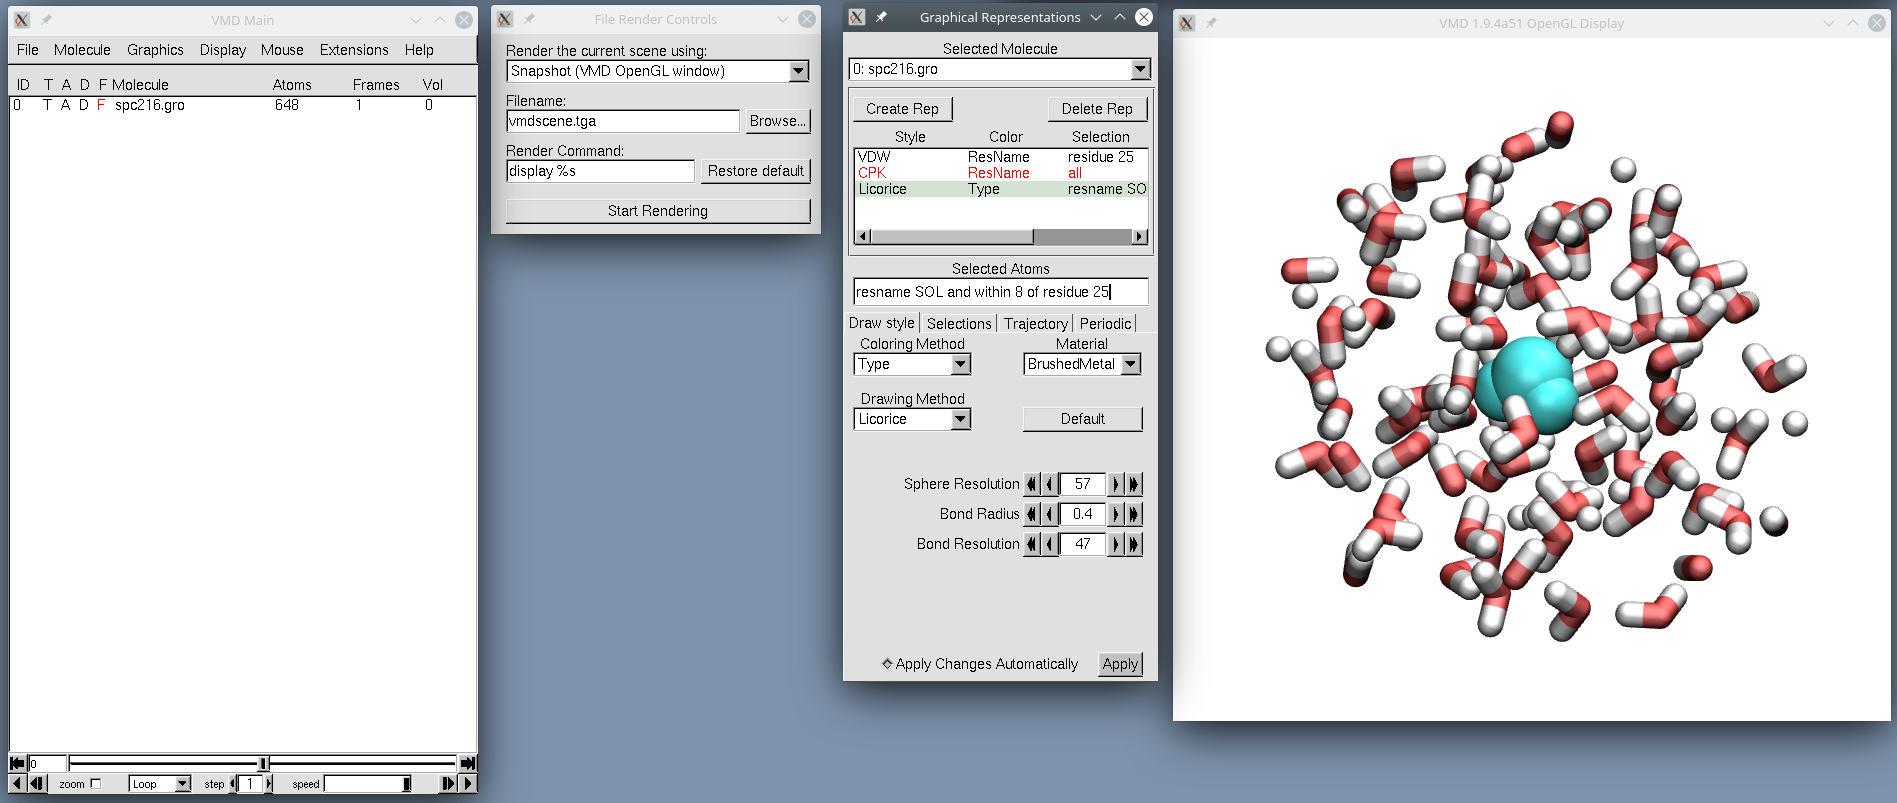 VMD Main
File Molecule Graphics Display Mouse Extensions Help
ID T A D F Molecule Atoms Frames Vol
0 T A D F spc216.gro 648 1 0
0
zoom Loop step 1 speed
File Render Controls
Render the current scene using:
Snapshot (VMD OpenGL window)
Filename:
vmdscene.tga Browse...
Render Command:
display %s Restore default
Start Rendering
Graphical Representations
Selected Molecule
0: spc216.gro
Create Rep Delete Rep
Style Color Selection
VDW ResName residue 25
CPK ResName all
Licorice Type resname SO
Selected Atoms
resname SOL and within 8 of residue 25
Draw style Selections Trajectory Periodic
Coloring Method Material
Type BrushedMetal
Drawing Method
Licorice Default
Sphere Resolution 57
Bond Radius 0.4
Bond Resolution 47
Apply Changes Automatically Apply
VMD 1.9.4a51 OpenGL Display